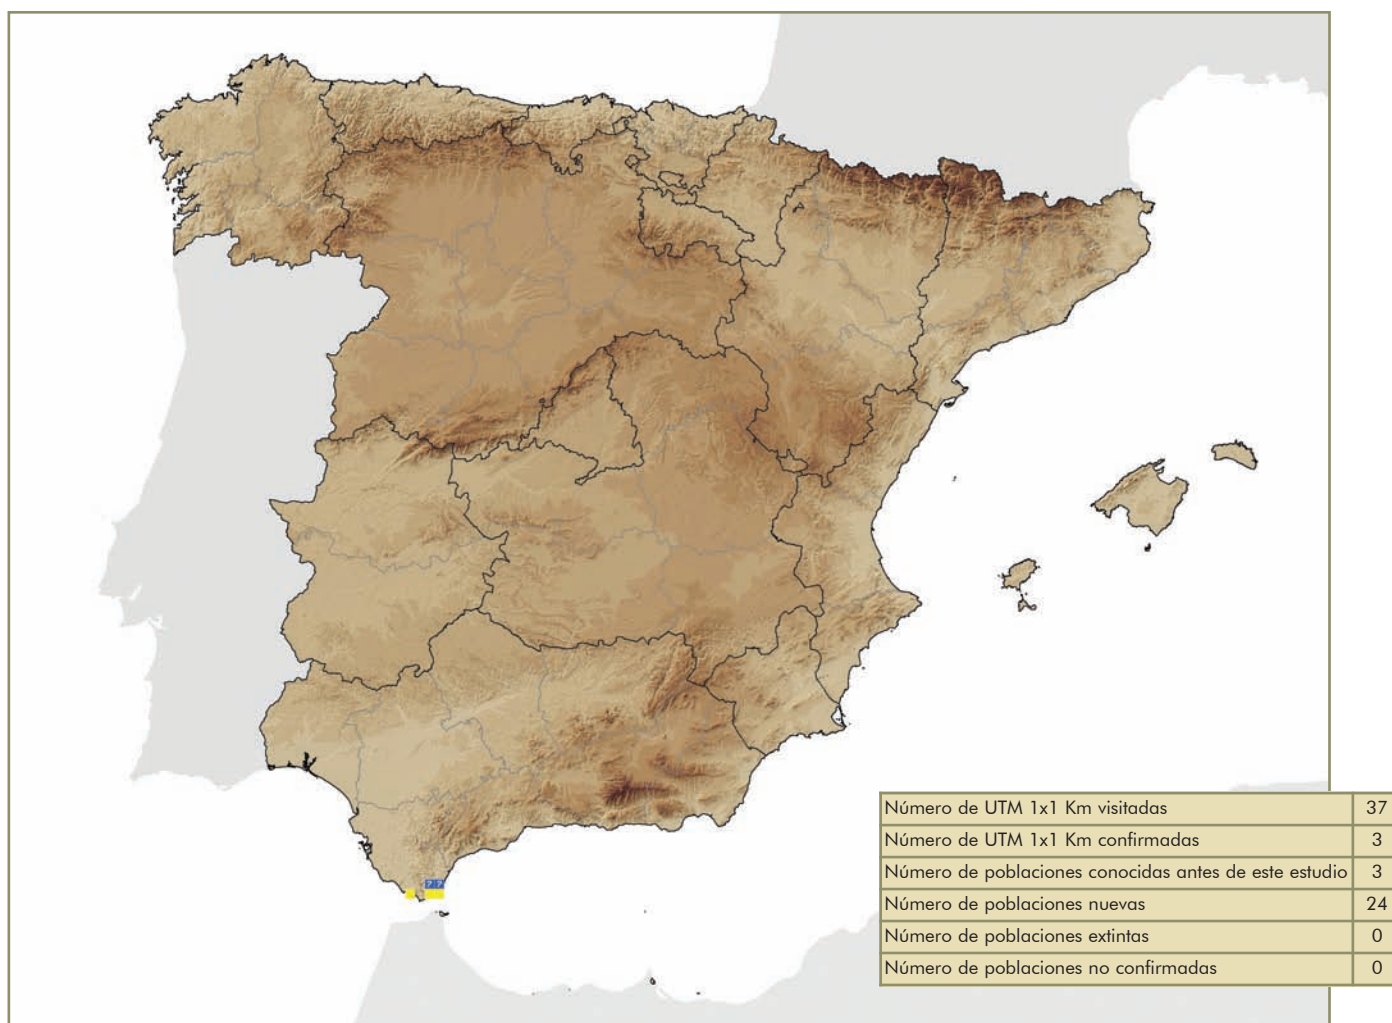 ? ?
Número de UTM 1x1 Km visitadas 37
Número de UTM 1x1 Km confirmadas 3
Número de poblaciones conocidas antes de este estudio 3
Número de poblaciones nuevas 24
Número de poblaciones extintas 0
Número de poblaciones no confirmadas 0